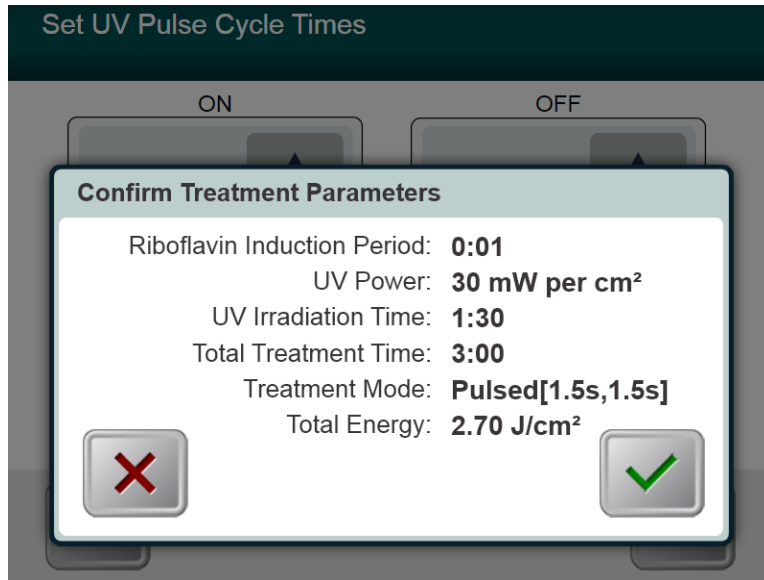 Set UV Pulse Cycle Times
ON OFF
Confirm Treatment Parameters
Riboflavin Induction Period: 0:01
UV Power: 30 mW per cm²
UV Irradiation Time: 1:30
Total Treatment Time: 3:00
Treatment Mode: Pulsed[1.5s,1.5s]
Total Energy: 2.70 J/cm²